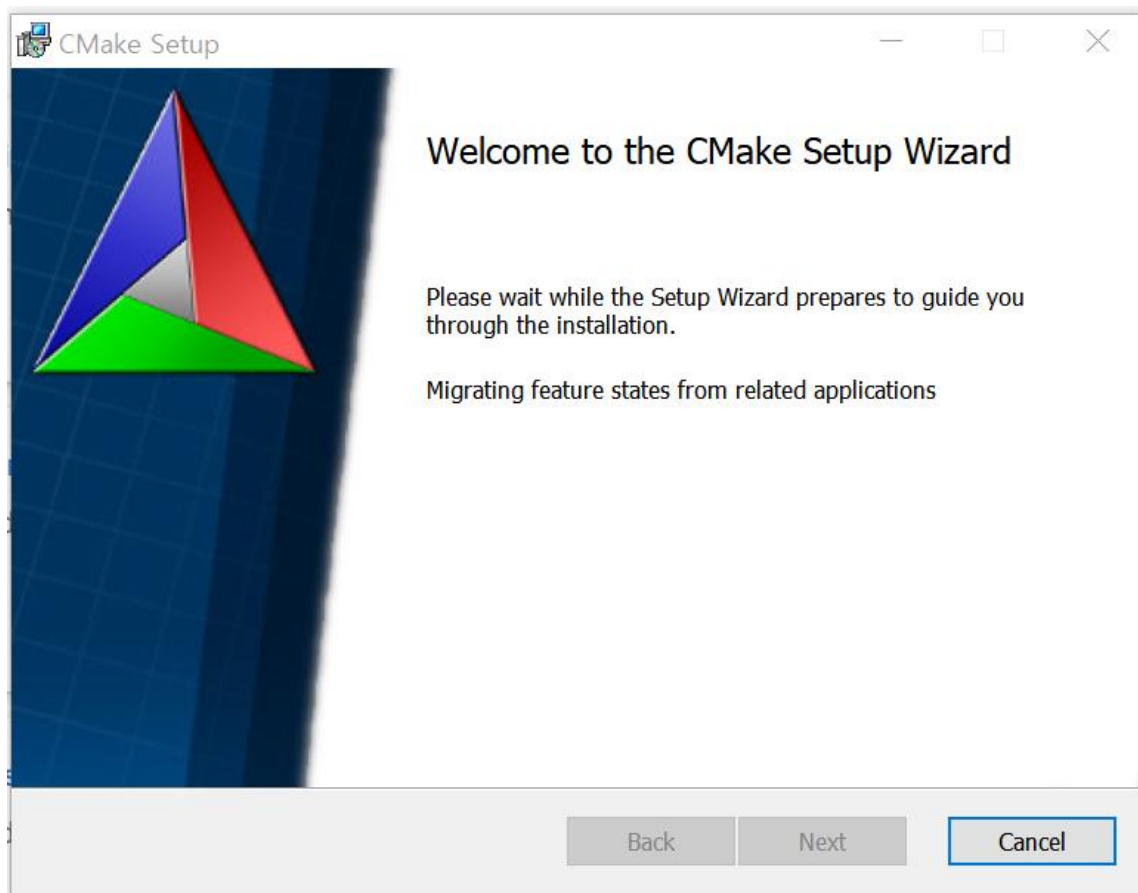 CMake Setup
Welcome to the CMake Setup Wizard
Please wait while the Setup Wizard prepares to guide you
through the installation.
Migrating feature states from related applications
Back
Next
Cancel